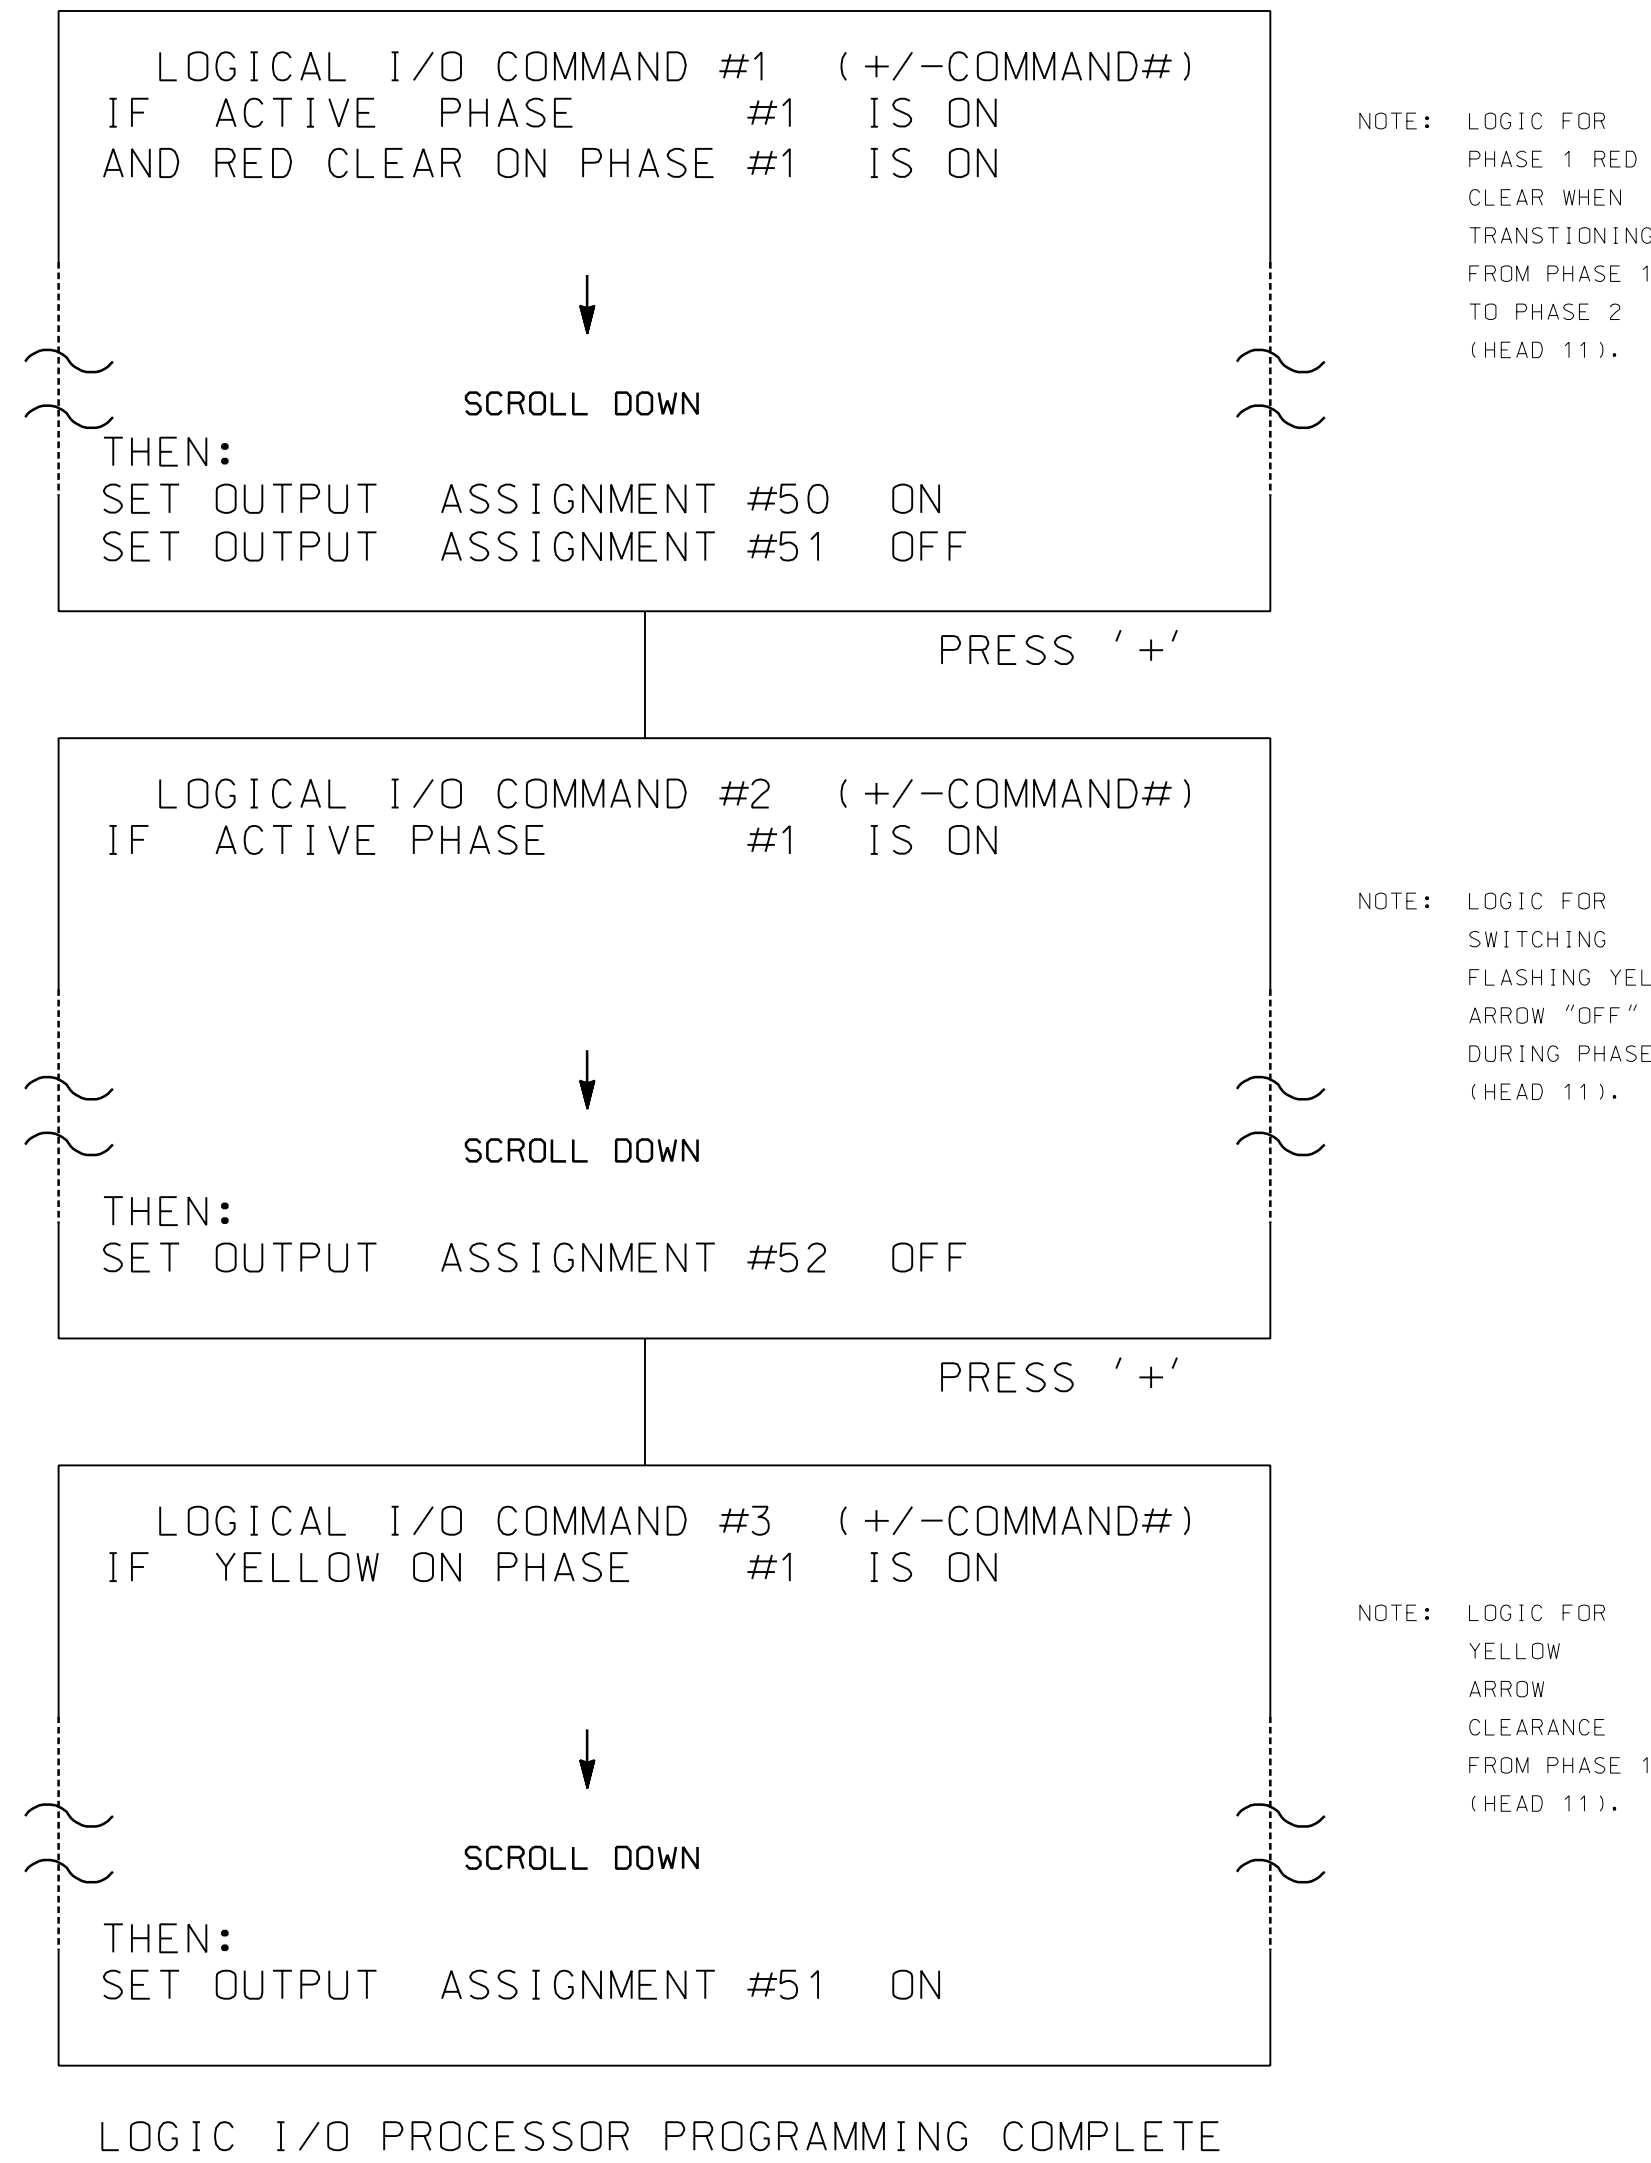 LOGICAL I/O COMMAND #1 (+/-COMMAND#)
IF ACTIVE PHASE #1 IS ON
AND RED CLEAR ON PHASE #1 IS ON
SCROLL DOWN
THEN:
SET OUTPUT ASSIGNMENT #50 ON
SET OUTPUT ASSIGNMENT #51 OFF
NOTE: LOGIC FOR
PHASE 1 RED
CLEAR WHEN
TRANSTIONING
FROM PHASE 1
TO PHASE 2
(HEAD 11).
PRESS '+'
LOGICAL I/O COMMAND #2 (+/-COMMAND#)
IF ACTIVE PHASE #1 IS ON
SCROLL DOWN
THEN:
SET OUTPUT ASSIGNMENT #52 OFF
NOTE: LOGIC FOR
SWITCHING
FLASHING YEL
ARROW "OFF"
DURING PHASE
(HEAD 11).
PRESS '+'
LOGICAL I/O COMMAND #3 (+/-COMMAND#)
IF YELLOW ON PHASE #1 IS ON
SCROLL DOWN
THEN:
SET OUTPUT ASSIGNMENT #51 ON
NOTE: LOGIC FOR
YELLOW
ARROW
CLEARANCE
FROM PHASE 1
(HEAD 11).
LOGIC I/O PROCESSOR PROGRAMMING COMPLETE